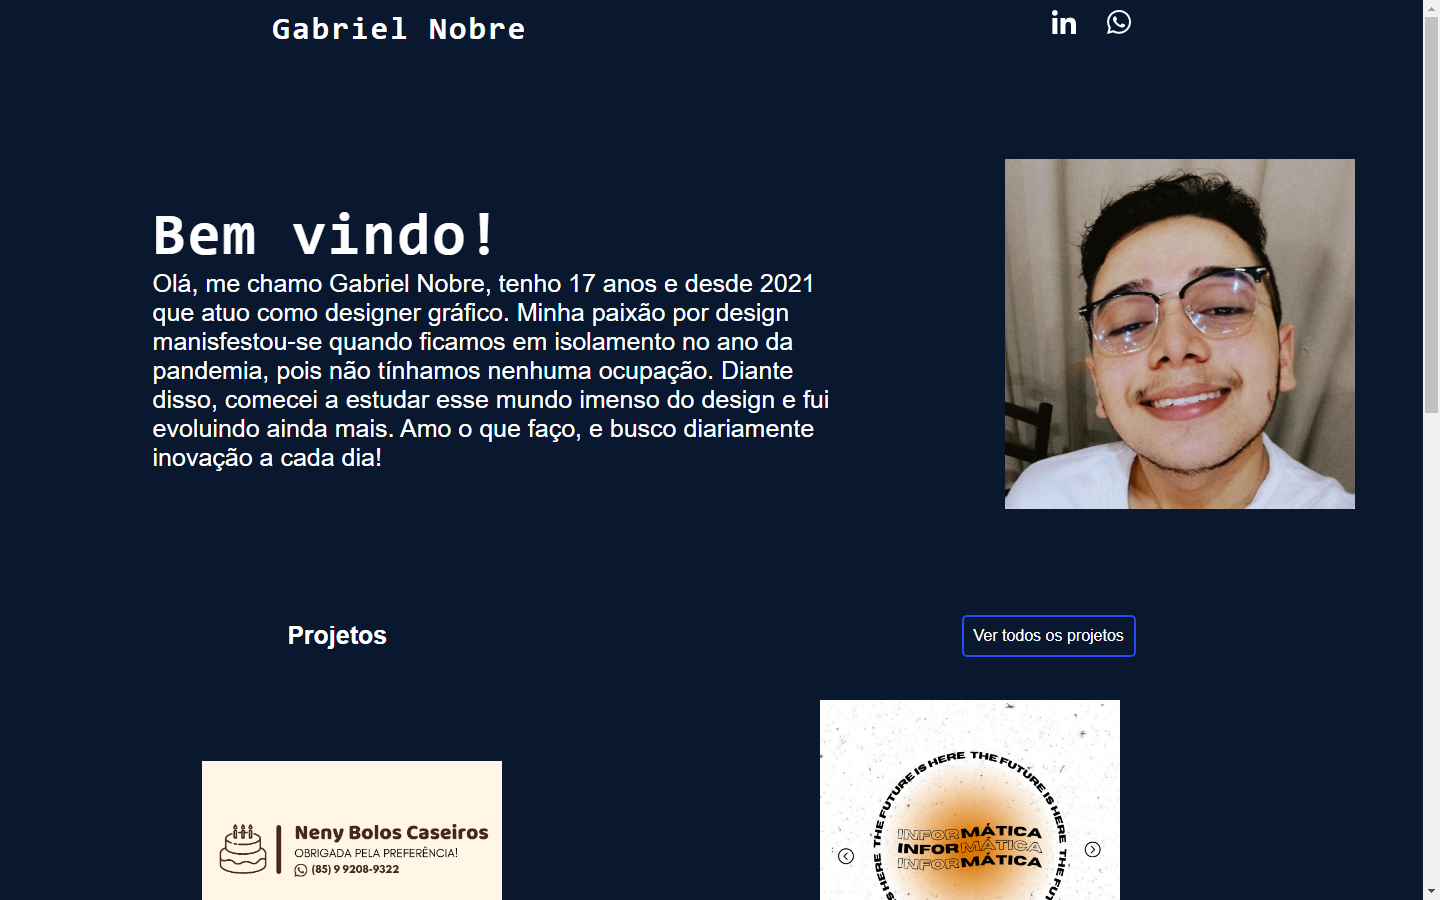 Gabriel Nobre
Bem vindo!
Olá, me chamo Gabriel Nobre, tenho 17 anos e desde 2021
que atuo como designer gráfico. Minha paixão por design
manisfestou-se quando ficamos em isolamento no ano da
pandemia, pois não tínhamos nenhuma ocupação. Diante
disso, comecei a estudar esse mundo imenso do design e fui
evoluindo ainda mais. Amo o que faço, e busco diariamente
inovação a cada dia!
Projetos
Ver todos os projetos
Neny Bolos Caseiros
OBRIGADA PELA PREFERÊNCIA!
(85) 9 9208-9322
THE FUTURE IS HERE THE FUTURE IS HERE THE FUT
IS HERE
INFORMÁTICA
INFORMÁTICA
INFORMÁTICA